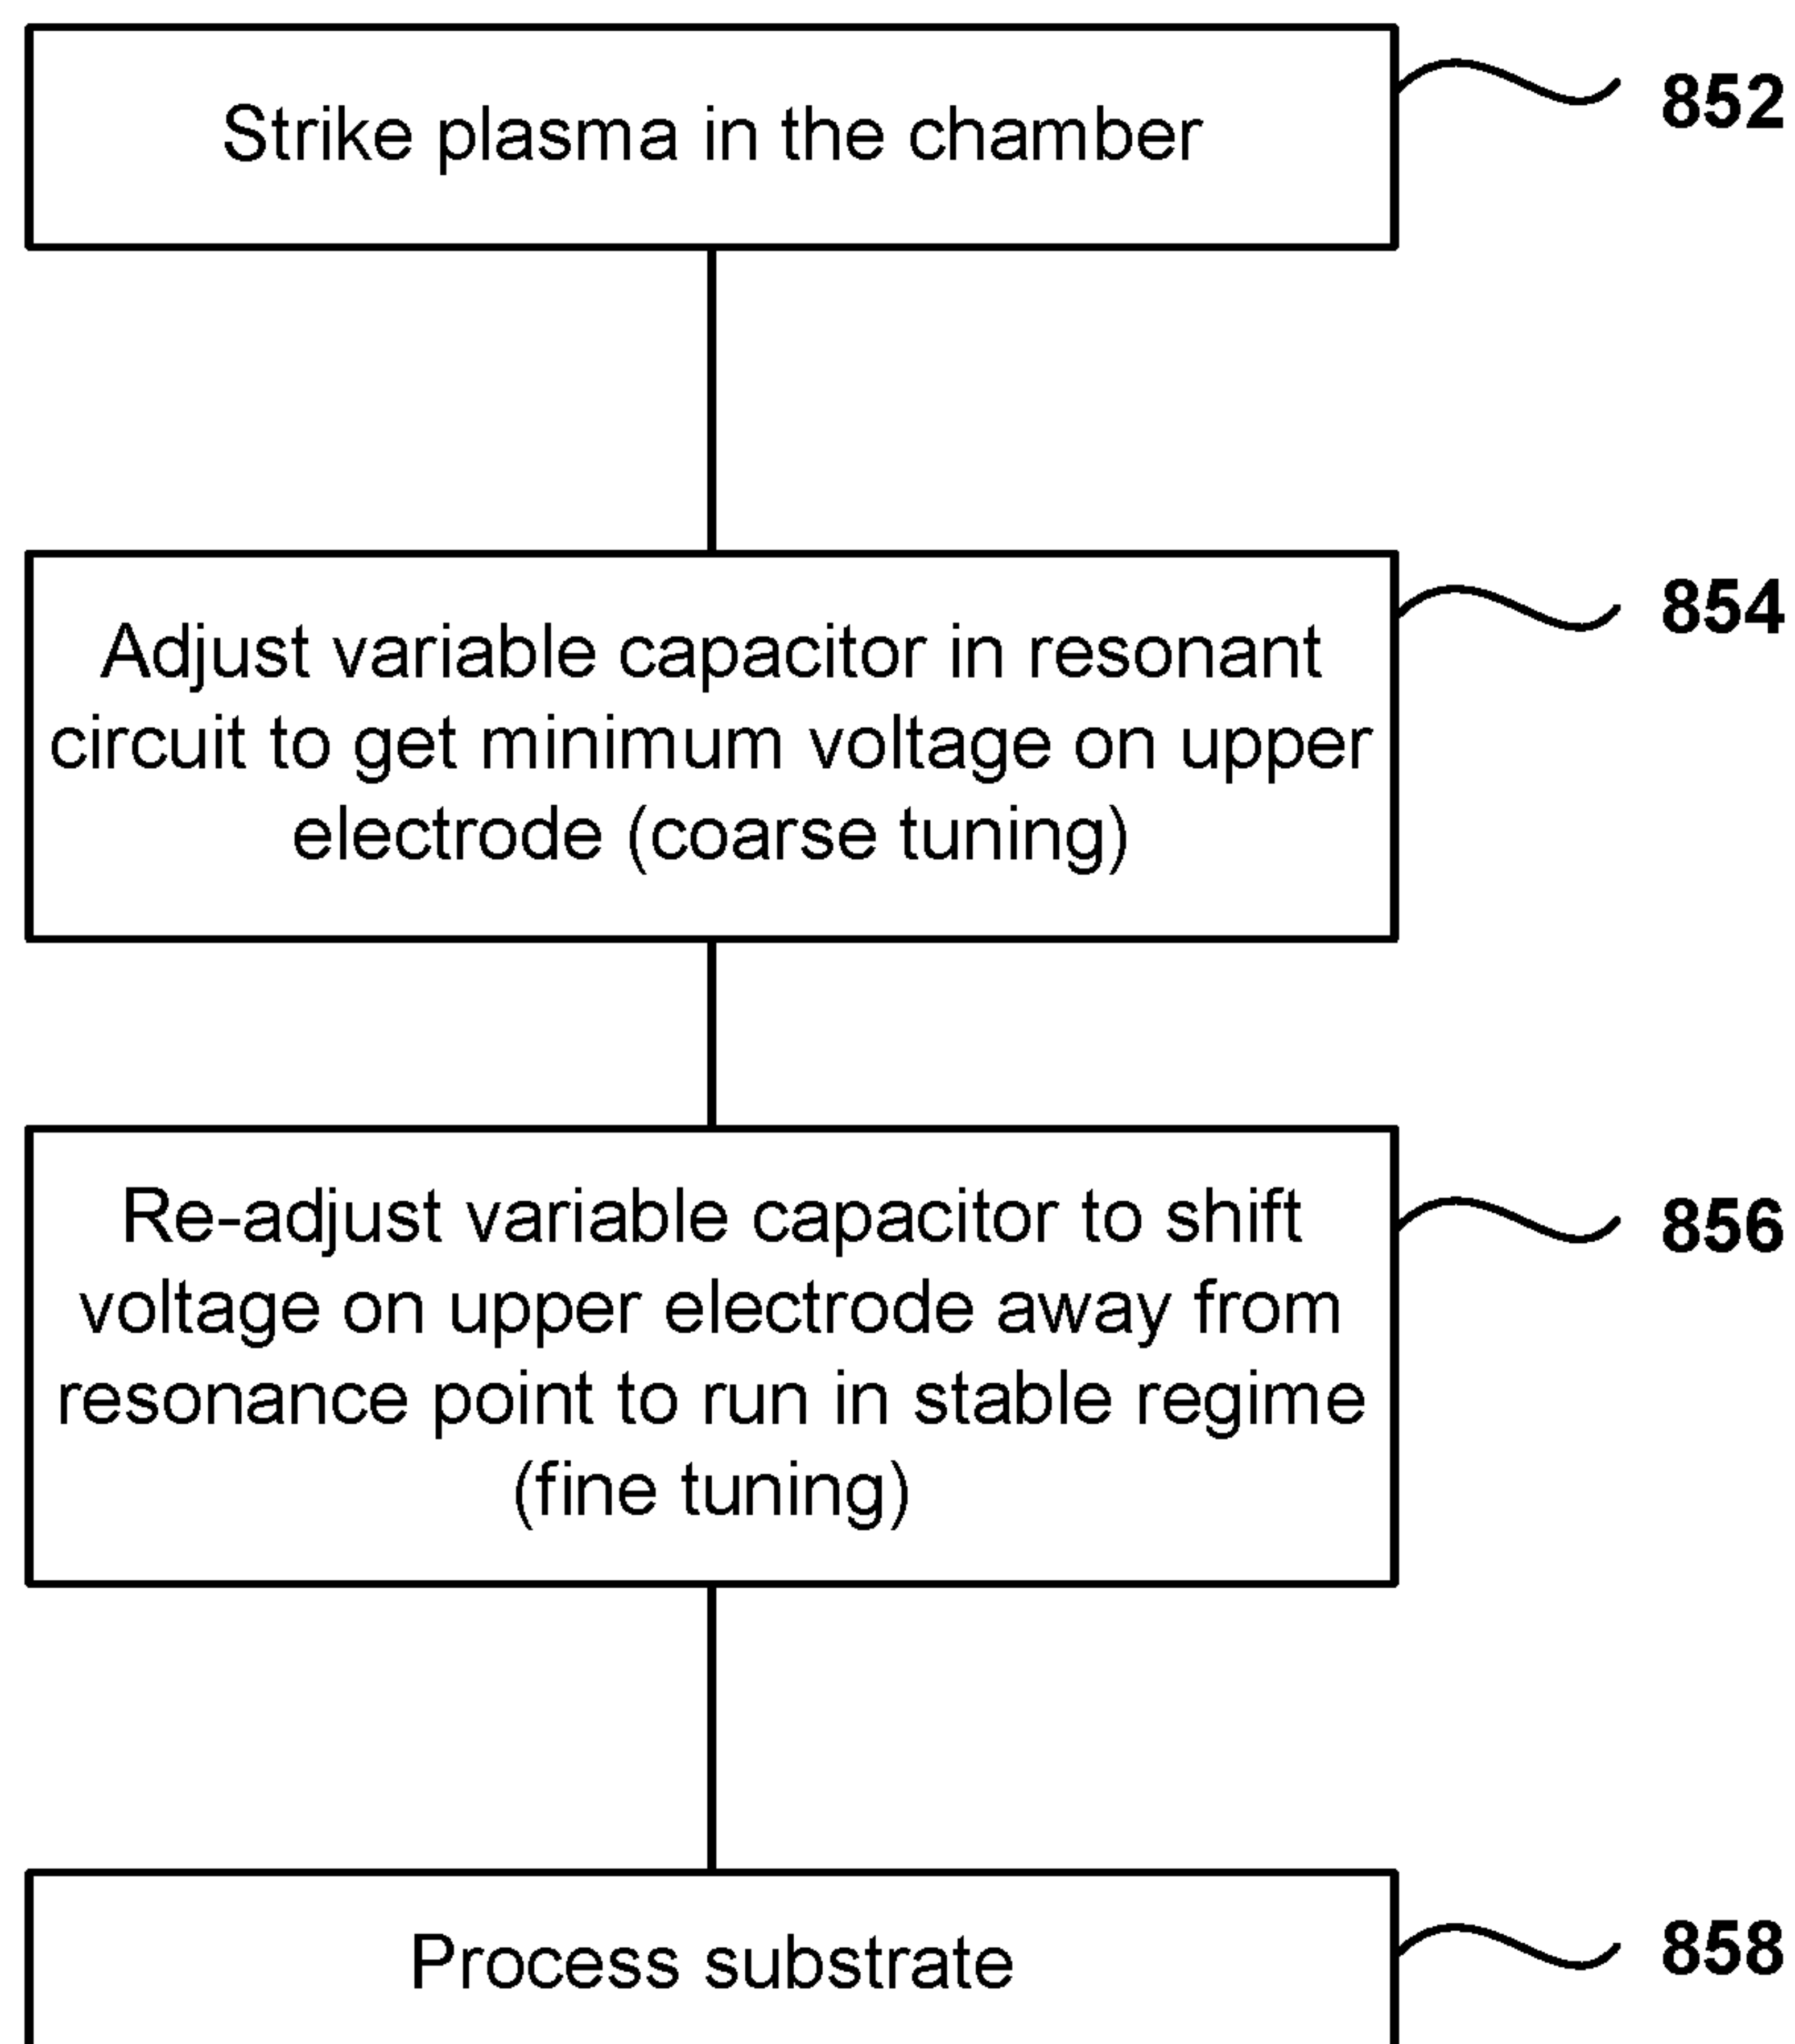 Strike plasma in the chamber
852
Adjust variable capacitor in resonant
circuit to get minimum voltage on upper
electrode (coarse tuning)
854
Re-adjust variable capacitor to shift
voltage on upper electrode away from
resonance point to run in stable regime
(fine tuning)
856
Process substrate
858